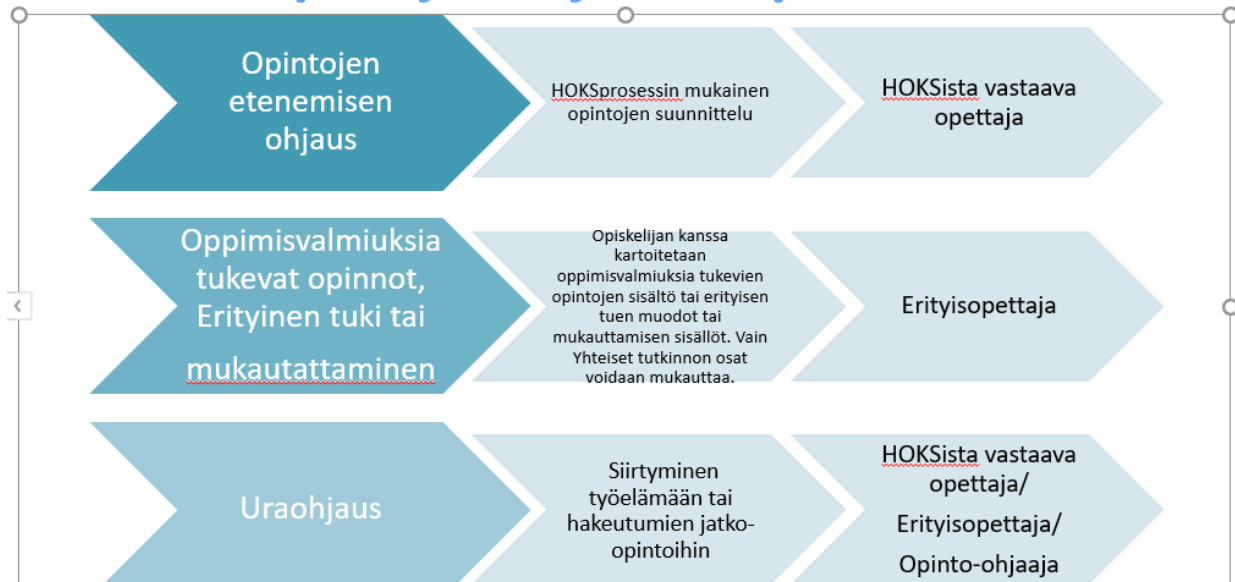 Opintojen
etenemisen
ohjaus
HOKSprosessin mukainen
opintojen suunnittelu
HOKSista vastaava
opettaja
Oppimisvalmiuksia
tukevat opinnot,
Erityinen tuki tai
mukautattaminen
Opiskelijan kanssa
kartoitetaan
oppimisvalmiuksia tukevien
opintojen sisältö tai erityisen
tuen muodot tai
mukauttamisen sisällöt. Vain
Yhteiset tutkinnon osat
voidaan mukauttaa.
Erityisopettaja
Uraohjaus
Siirtyminen
työelämään tai
hakeutumien jatko-
opintoihin
HOKSista vastaava
opettaja/
Erityisopettaja/
Opinto-ohjaaja